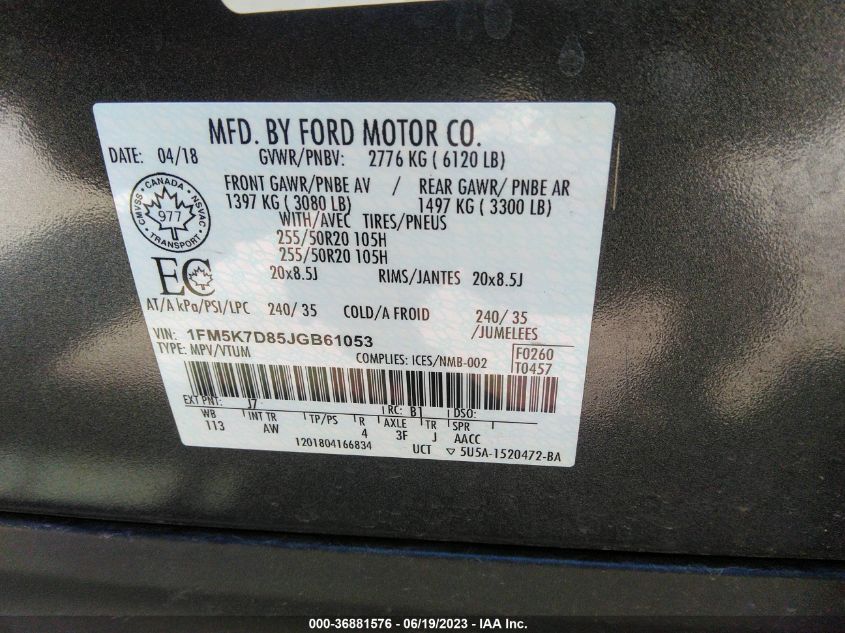 MFD. BY FORD MOTOR CO.
DATE: 04/18 GVWR/PNBV: 2776 KG ( 6120 LB)
FRONT GAWR/PNBE AV / REAR GAWR/ PNBE AR
1397 KG ( 3080 LB) 1497 KG ( 3300 LB)
WITH/AVEC TIRES/PNEUS
255/50R20 105H
255/50R20 105H
20x8.5J RIMS/JANTES 20x8.5J
CANADA
CMVSS 977 NSVAC
TRANSPORT
EC
AT/A kPa/PSI/LPC 240/ 35 COLD/A FROID 240/ 35
/JUMELEES
VIN: 1FM5K7D85JGB61053
TYPE: MPV/VTUM COMPLIES: ICES/NMB-002
F0260
T0457
EXT PNT: J7 RC: B1 DSO:
WB INT TR TP/PS R AXLE TR SPR
113 AW 4 3F J AACC
1201804166834 UCT ▽ 5U5A-1520472-BA
000-36881576 - 06/19/2023 - IAA Inc.